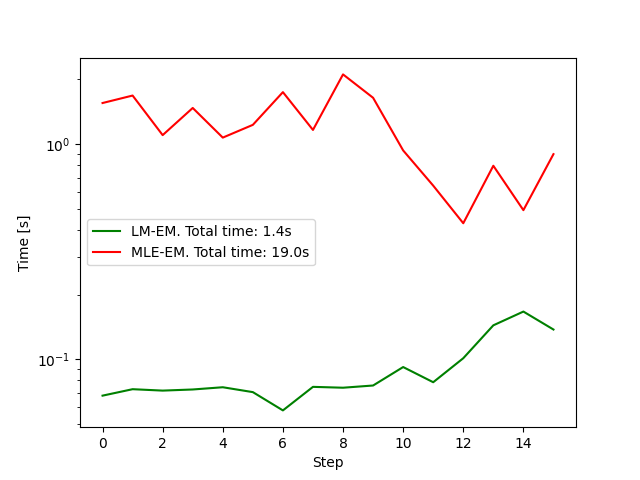 10⁰
10⁻¹
Time [s]
LM-EM. Total time: 1.4s
MLE-EM. Total time: 19.0s
0 2 4 6 8 10 12 14
Step